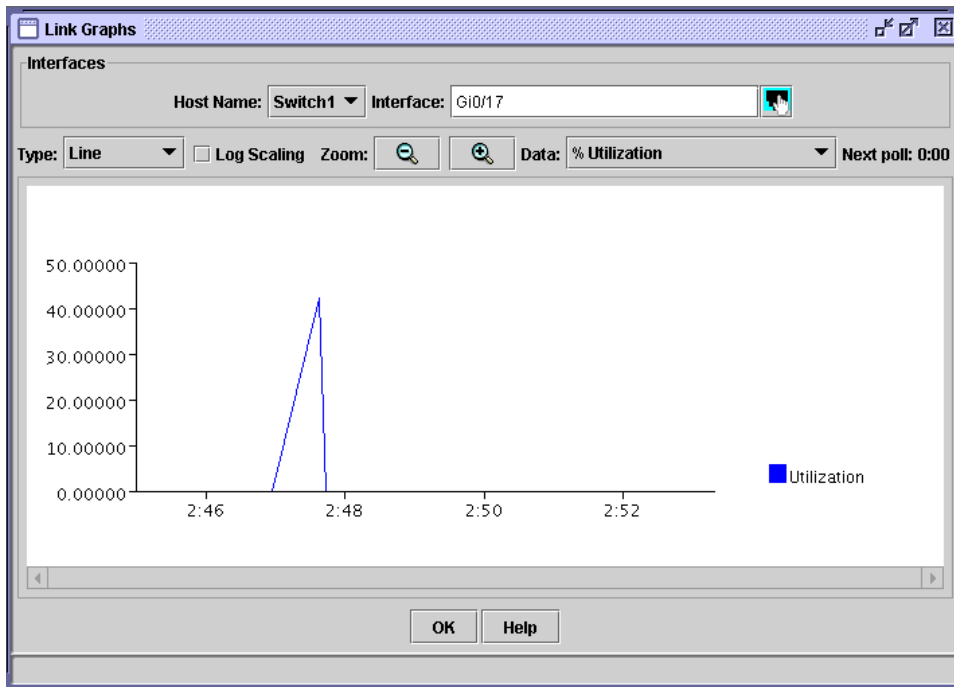 Link Graphs
Interfaces
Host Name: Switch1 Interface: Gi0/17
Type: Line Log Scaling Zoom: Data: % Utilization Next poll: 0:00
50.00000
40.00000
30.00000
20.00000
10.00000
0.00000
2:46 2:48 2:50 2:52
Utilization
OK Help